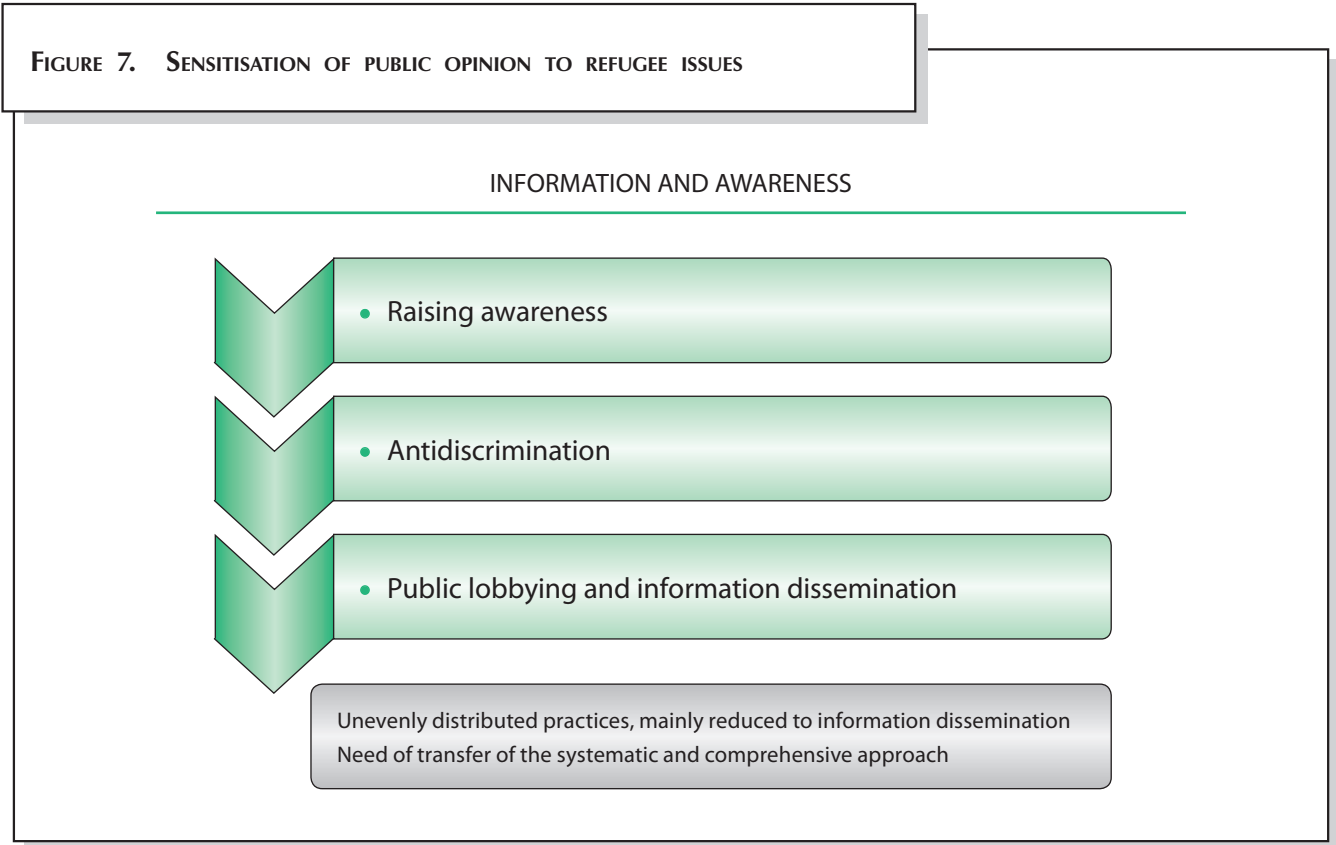 FIGURE 7. SENSITISATION OF PUBLIC OPINION TO REFUGEE ISSUES
INFORMATION AND AWARENESS
• Raising awareness
• Antidiscrimination
• Public lobbying and information dissemination
Unevenly distributed practices, mainly reduced to information dissemination
Need of transfer of the systematic and comprehensive approach